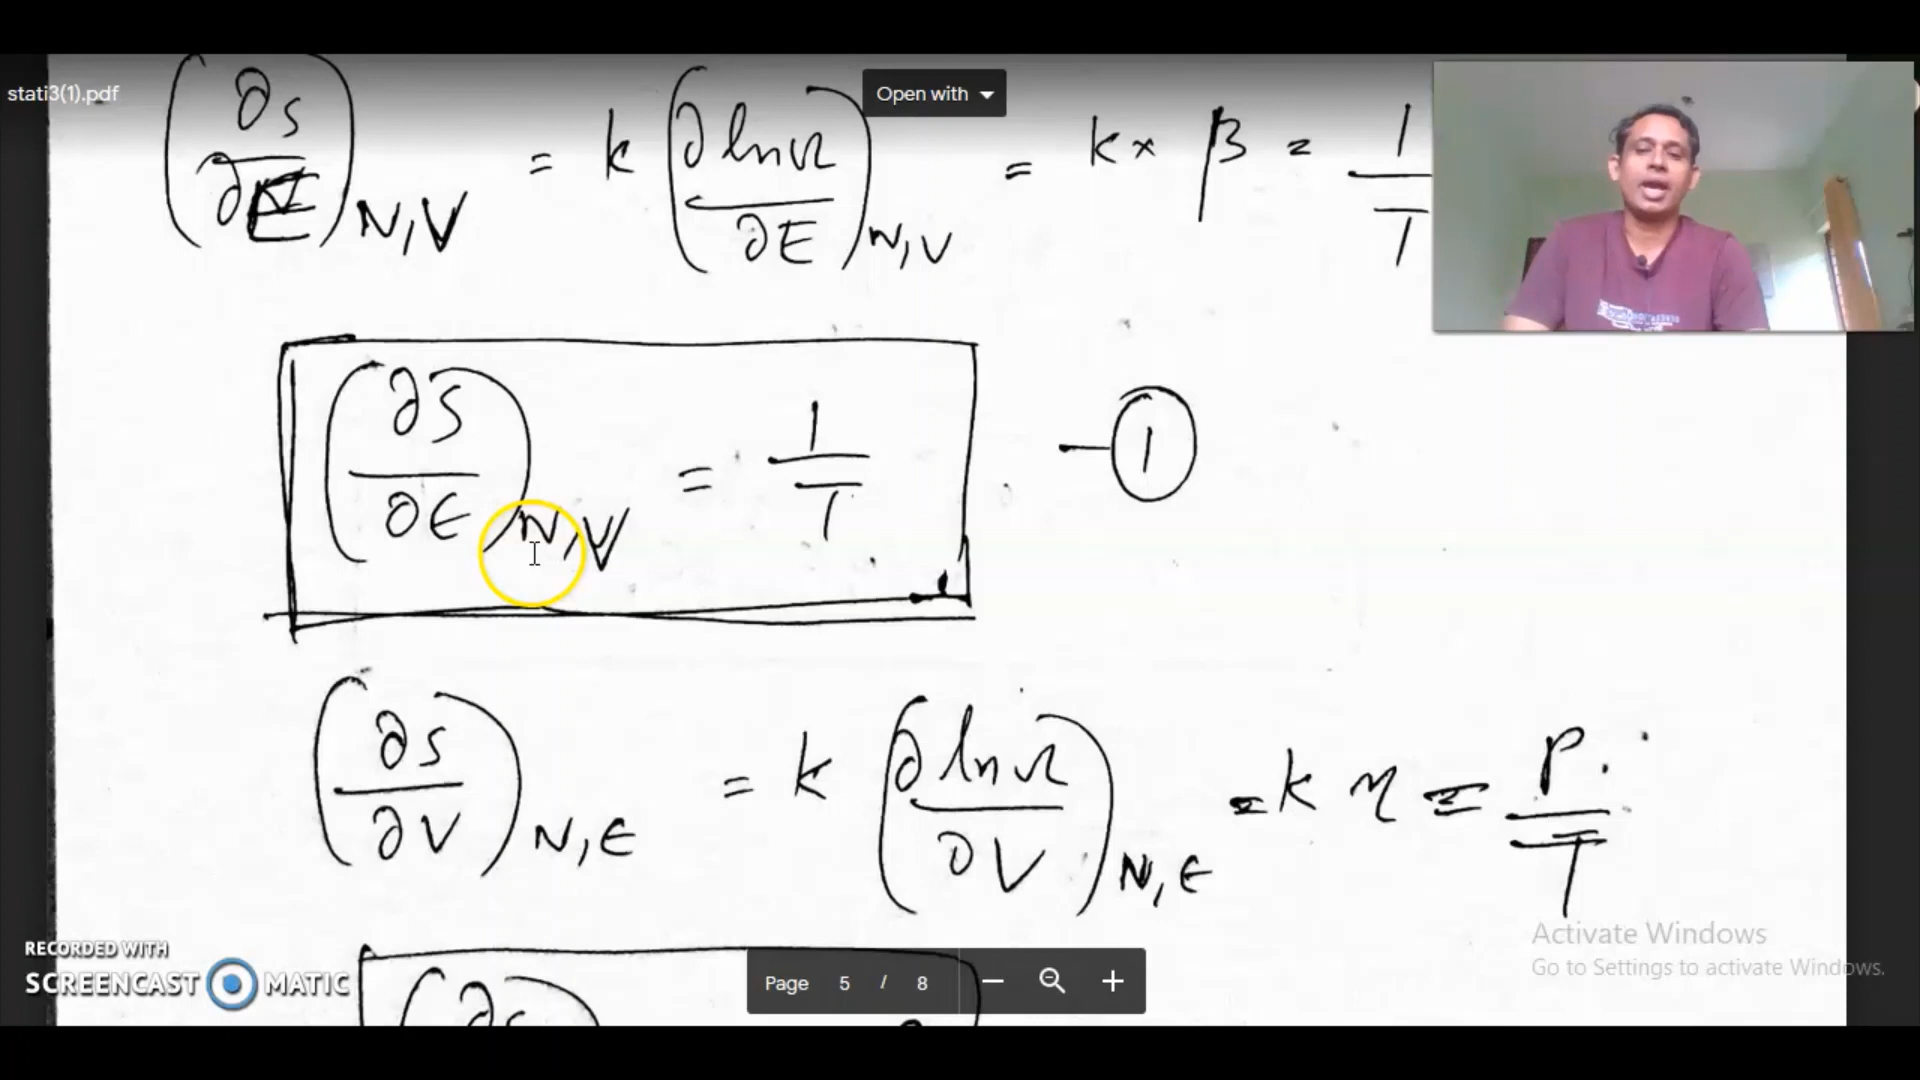 stati3(1).pdf
Open with
(∂S/∂E)N,V = k (∂ lnΩ/∂E)N,V = k × β = 1/T
(∂S/∂E)N,V = 1/T — 1
(∂S/∂V)N,E = k (∂ lnΩ/∂V)N,E = k η = P/T
Activate Windows
Go to Settings to activate Windows.
RECORDED WITH
SCREENCAST MATIC
Page 5 / 8